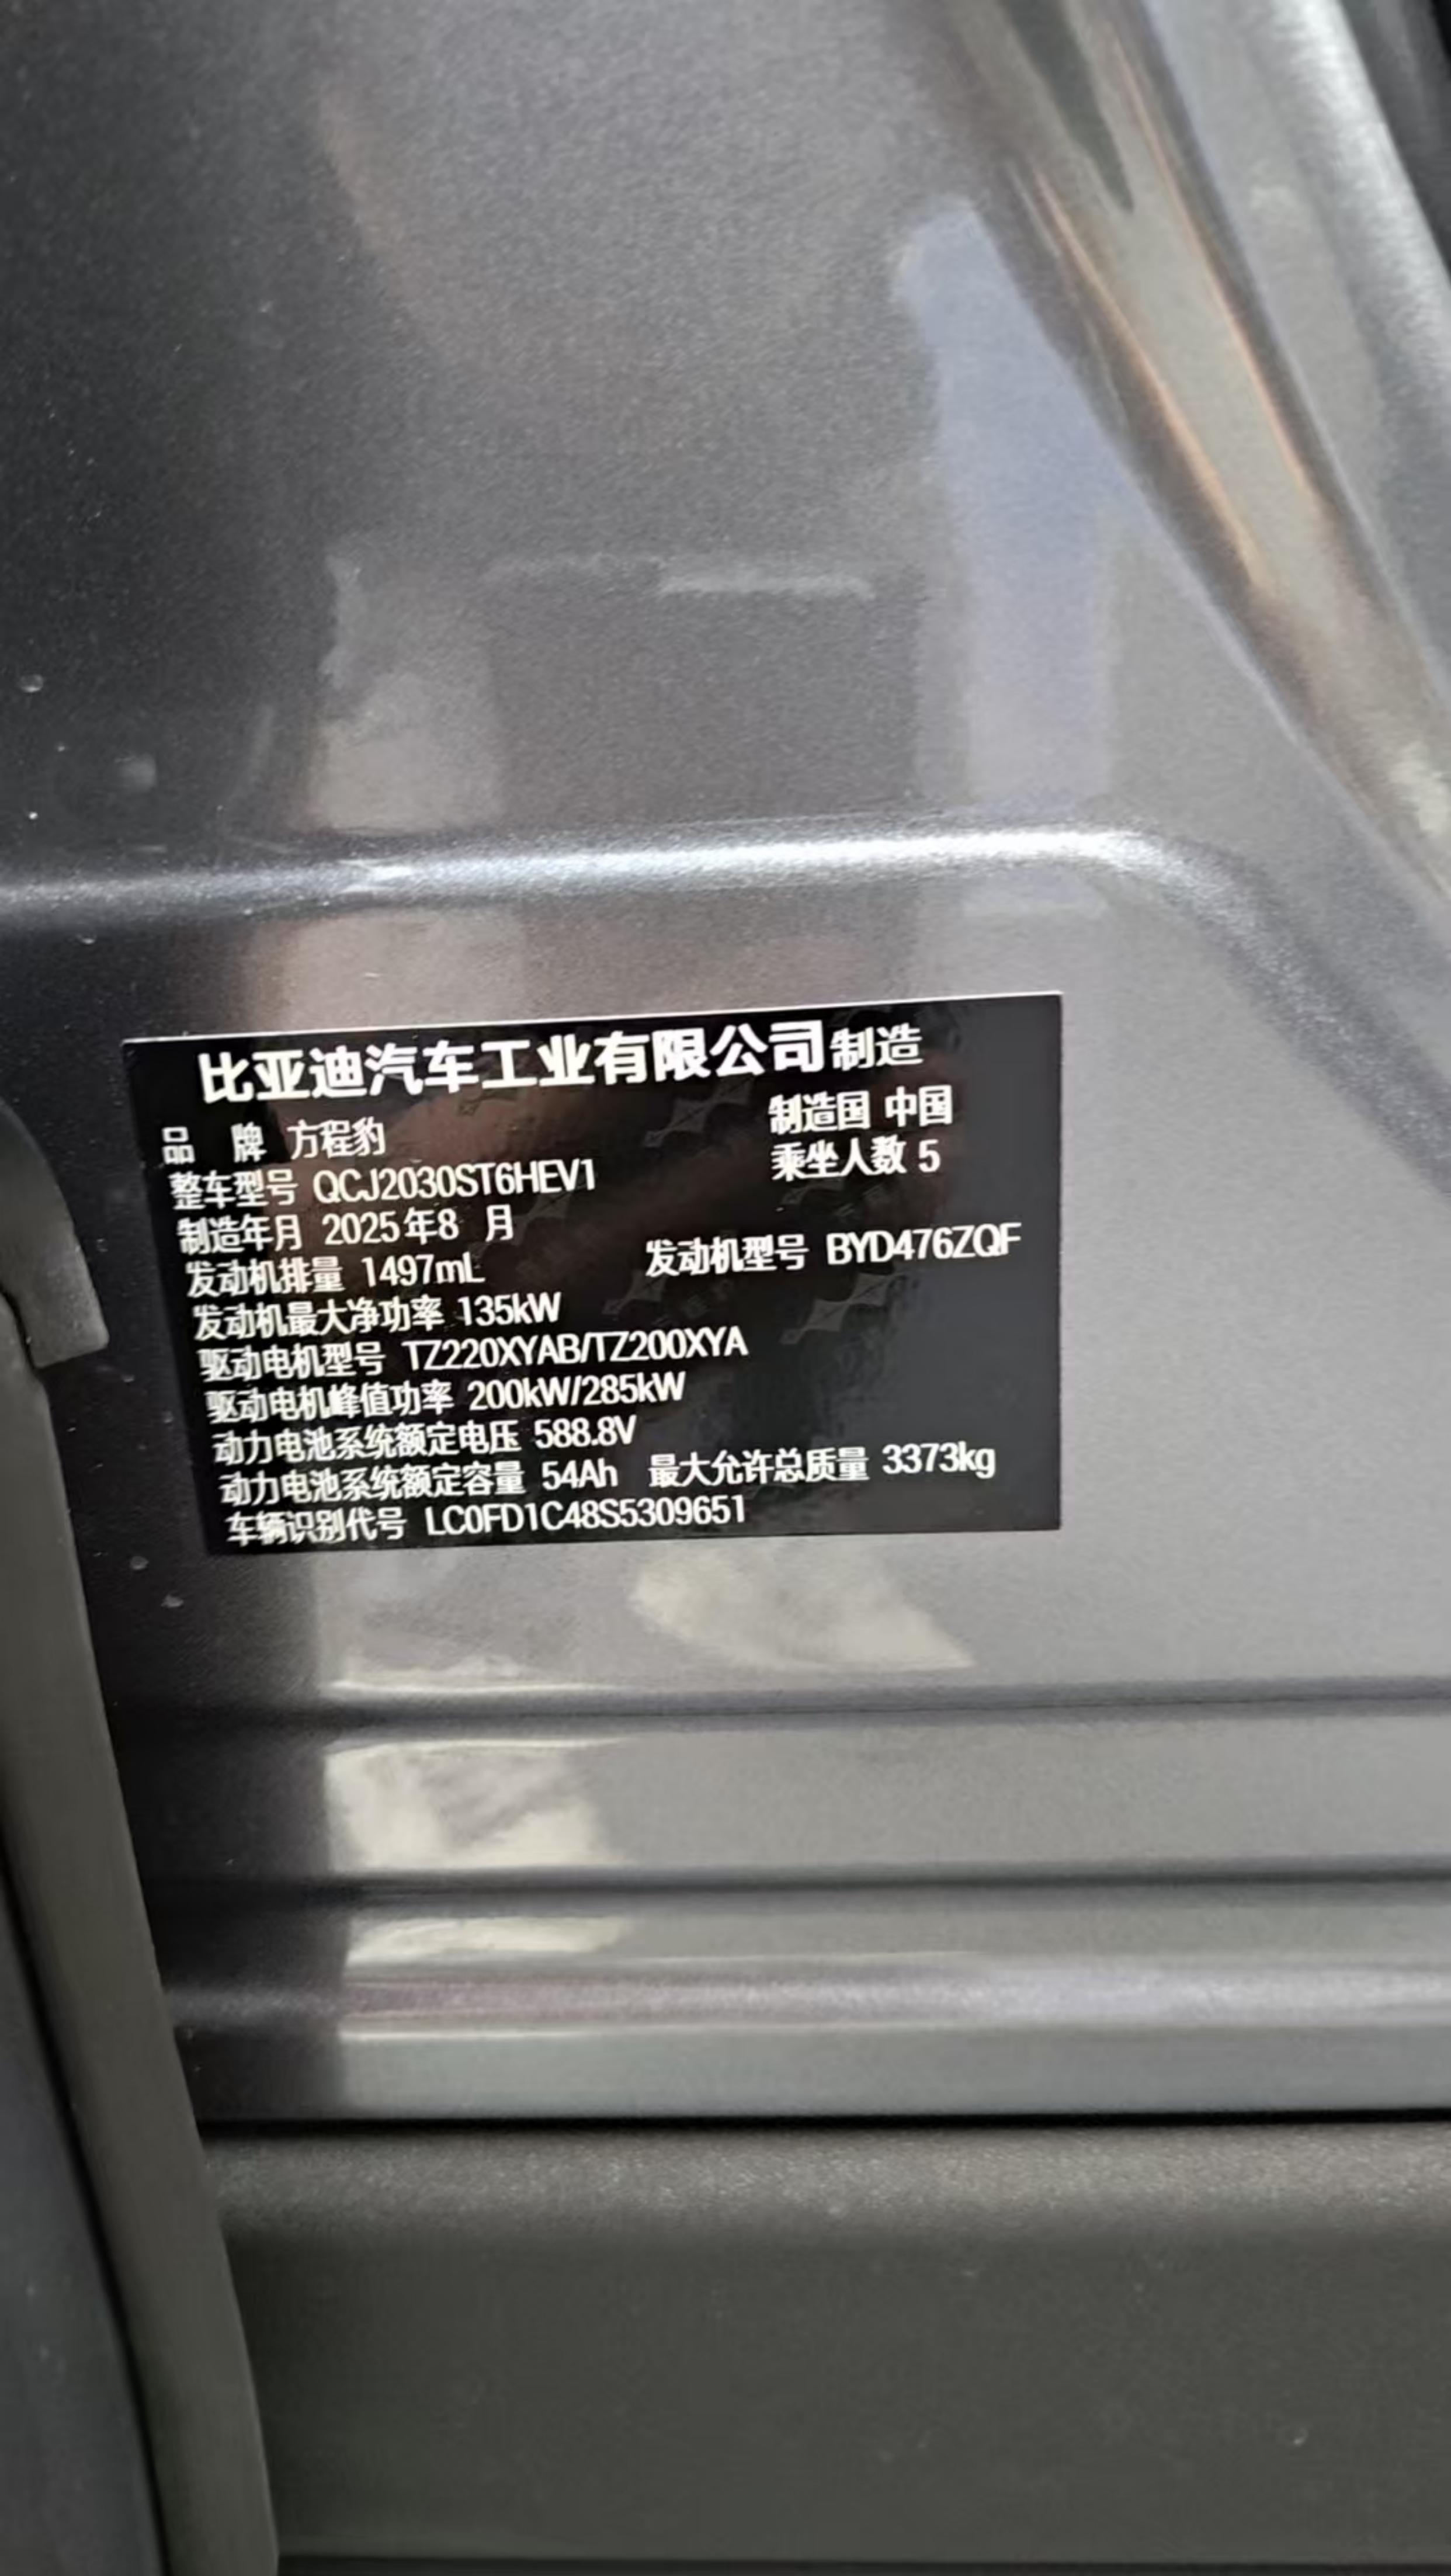 比亚迪汽车工业有限公司制造
品 牌 方程豹 制造国 中国
整车型号 QCJ2030ST6HEV1 乘坐人数 5
制造年月 2025年8 月
发动机排量 1497mL 发动机型号 BYD476ZQF
发动机最大净功率 135kW
驱动电机型号 TZ220XYAB/TZ200XYA
驱动电机峰值功率 200kW/285kW
动力电池系统额定电压 588.8V
动力电池系统额定容量 54Ah 最大允许总质量 3373kg
车辆识别代号 LC0FD1C48S5309651